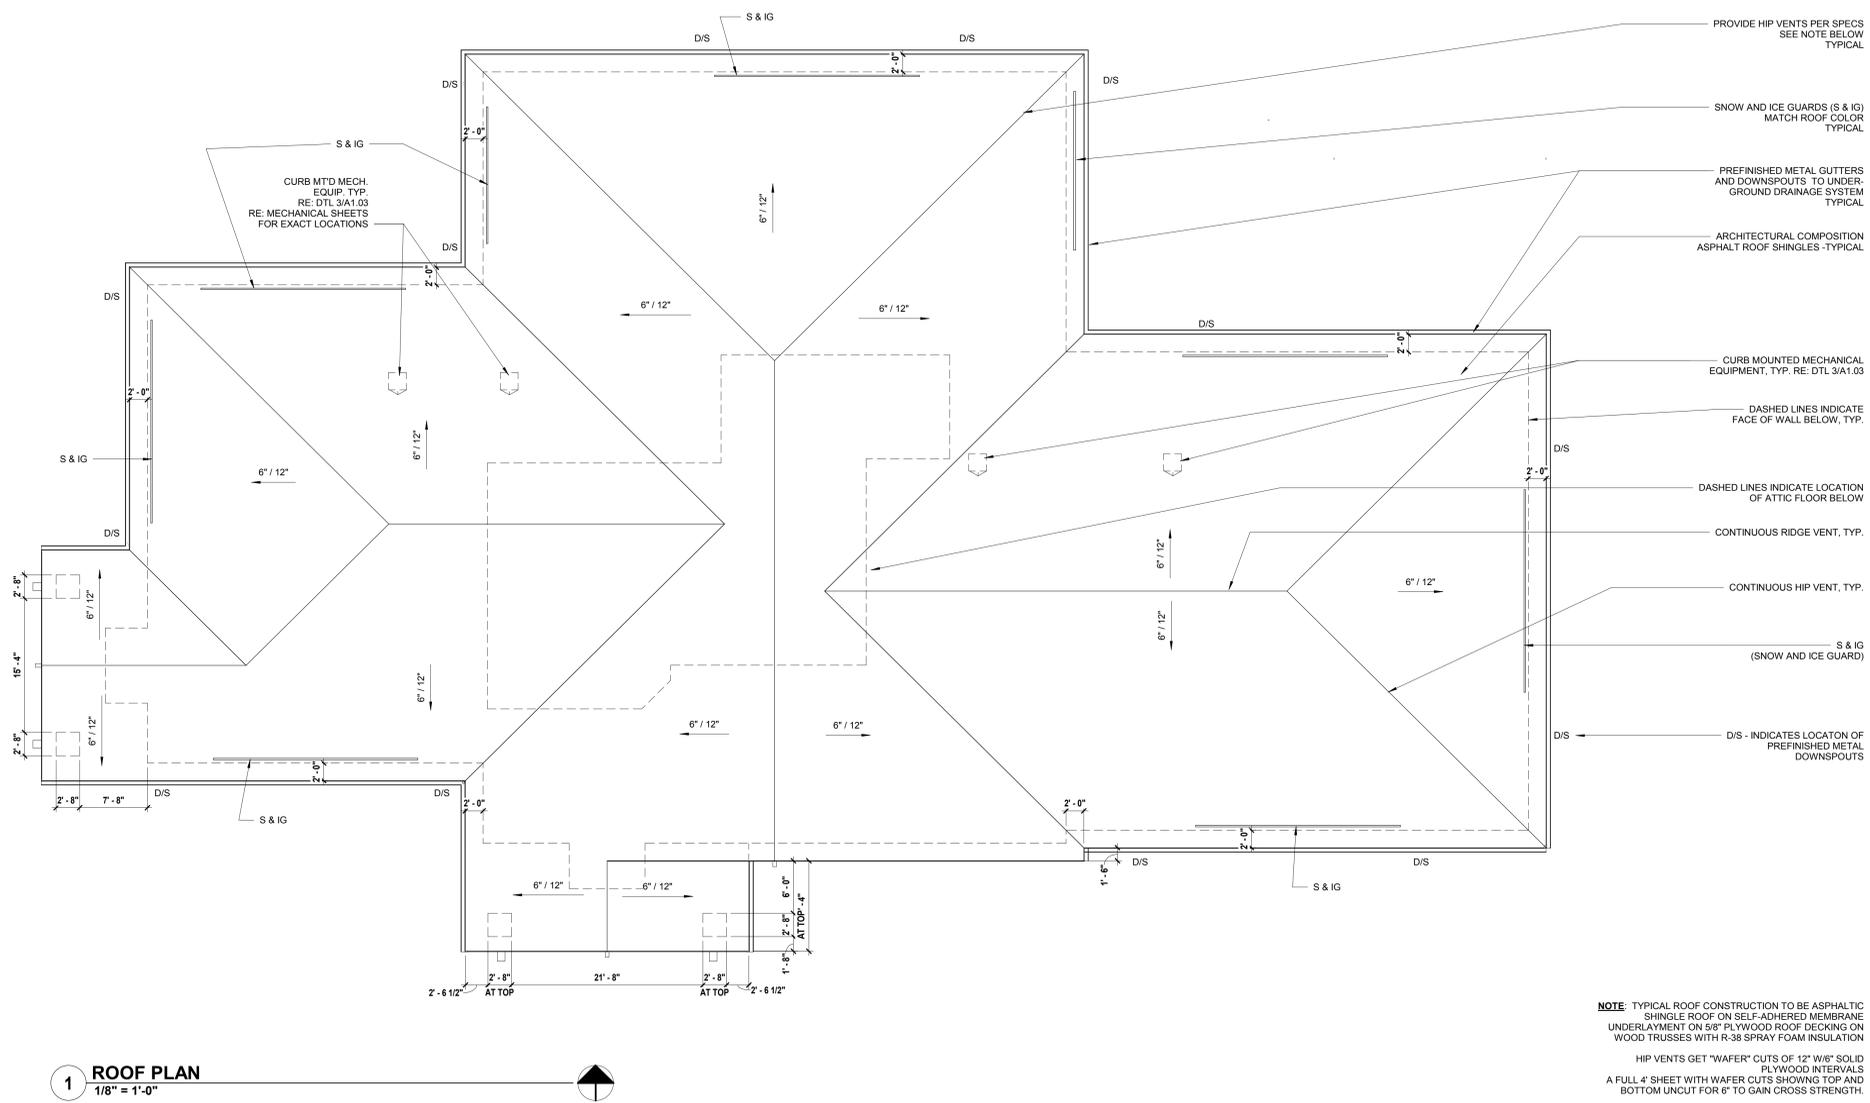 S & IG
D/S
D/S
PROVIDE HIP VENTS PER SPECS
SEE NOTE BELOW
TYPICAL
2' - 0"
D/S
D/S
SNOW AND ICE GUARDS (S & IG)
MATCH ROOF COLOR
TYPICAL
2' - 0"
S & IG
CURB MT'D MECH.
EQUIP. TYP.
RE: DTL 3/A1.03
RE: MECHANICAL SHEETS
FOR EXACT LOCATIONS
PREFINISHED METAL GUTTERS
AND DOWNSPOUTS TO UNDER-
GROUND DRAINAGE SYSTEM
TYPICAL
6" / 12"
D/S
ARCHITECTURAL COMPOSITION
ASPHALT ROOF SHINGLES -TYPICAL
2' - 0"
D/S
6" / 12"
6" / 12"
D/S
2' - 0"
CURB MOUNTED MECHANICAL
EQUIPMENT, TYP. RE: DTL 3/A1.03
2' - 0"
DASHED LINES INDICATE
FACE OF WALL BELOW, TYP.
6" / 12"
D/S
S & IG
6" / 12"
2' - 0"
DASHED LINES INDICATE LOCATION
OF ATTIC FLOOR BELOW
D/S
CONTINUOUS RIDGE VENT, TYP.
6" / 12"
2' - 8"
6" / 12"
6" / 12"
CONTINUOUS HIP VENT, TYP.
6" / 12"
15' - 4"
S & IG
(SNOW AND ICE GUARD)
6" / 12"
6" / 12"
2' - 8"
6" / 12"
6" / 12"
D/S
D/S - INDICATES LOCATON OF
PREFINISHED METAL
DOWNSPOUTS
2' - 0"
2' - 8"
7' - 8"
D/S
D/S
2' - 0"
2' - 0"
S & IG
2' - 0"
D/S
D/S
1' - 6"
6" / 12"
6" / 12"
6' - 0"
S & IG
2' - 8"
AT TOP' - 4"
1' - 8"
2' - 6 1/2"
2' - 8"
AT TOP
21' - 8"
2' - 8"
AT TOP
2' - 6 1/2"
NOTE: TYPICAL ROOF CONSTRUCTION TO BE ASPHALTIC
SHINGLE ROOF ON SELF-ADHERED MEMBRANE
UNDERLAYMENT ON 5/8" PLYWOOD ROOF DECKING ON
WOOD TRUSSES WITH R-38 SPRAY FOAM INSULATION
HIP VENTS GET "WAFER" CUTS OF 12" W/6" SOLID
PLYWOOD INTERVALS
A FULL 4' SHEET WITH WAFER CUTS SHOWNG TOP AND
BOTTOM UNCUT FOR 6" TO GAIN CROSS STRENGTH.
1
ROOF PLAN
1/8" = 1'-0"